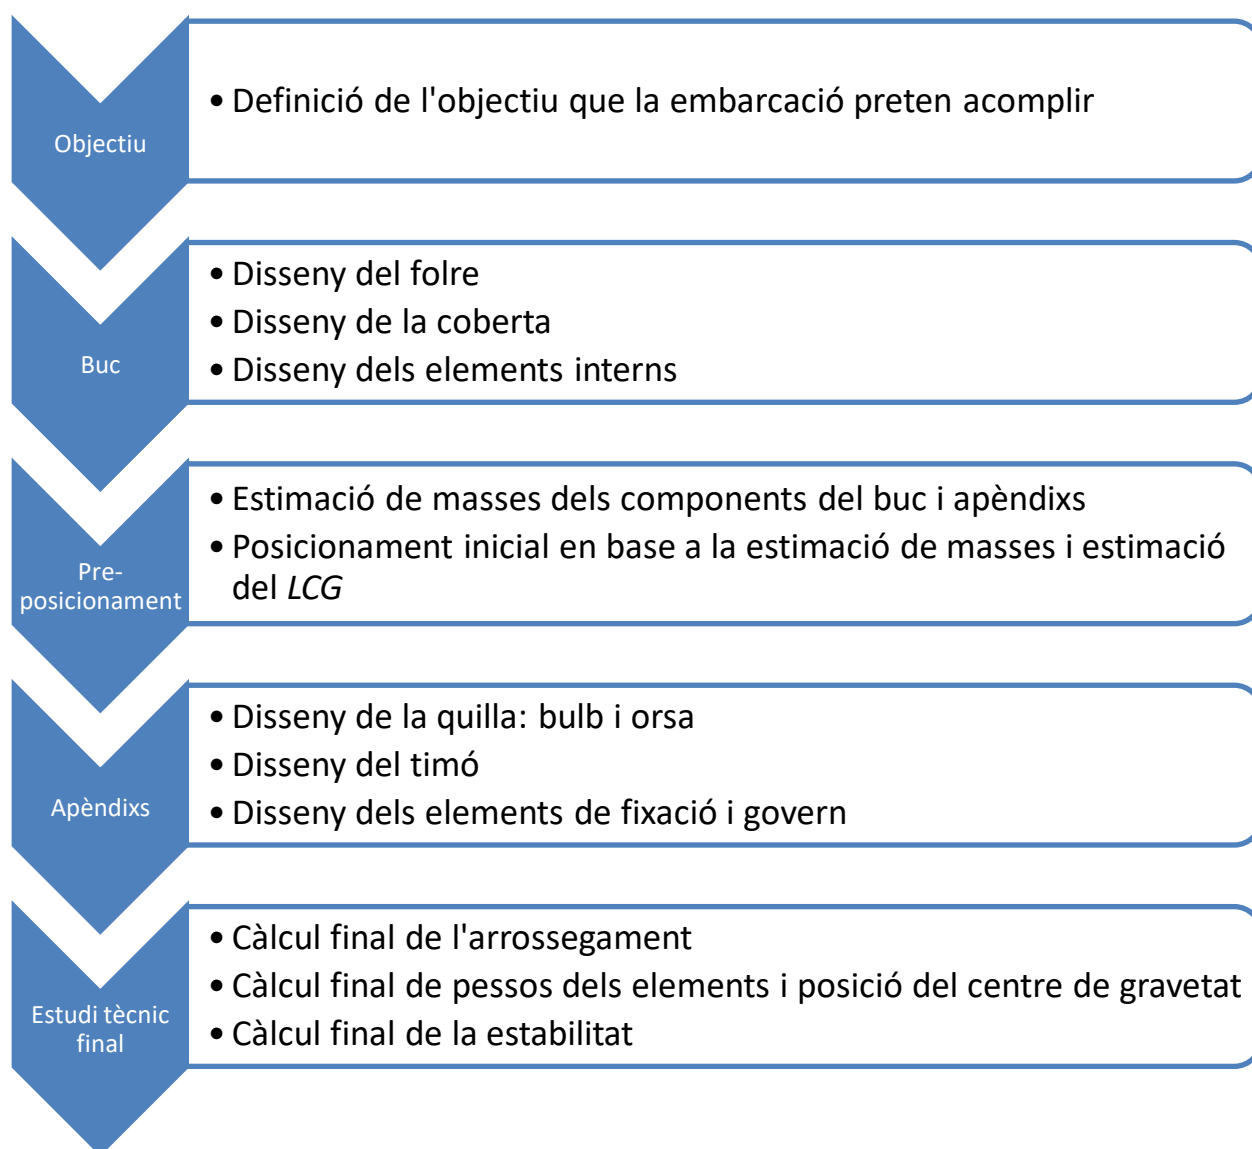 Objectiu
• Definició de l'objectiu que la embarcació preten acomplir
Buc
• Disseny del folre
• Disseny de la coberta
• Disseny dels elements interns
Pre-
posicionament
• Estimació de masses dels components del buc i apèndixs
• Posicionament inicial en base a la estimació de masses i estimació
del LCG
Apèndixs
• Disseny de la quilla: bulb i orsa
• Disseny del timó
• Disseny dels elements de fixació i govern
Estudi tècnic
final
• Càlcul final de l'arrossegament
• Càlcul final de pessos dels elements i posició del centre de gravetat
• Càlcul final de la estabilitat